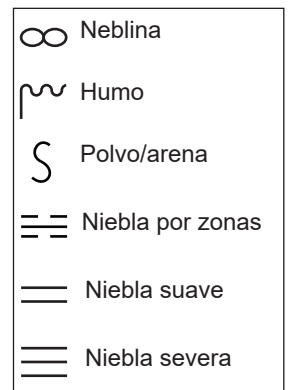 Neblina
Humo
Polvo/arena
Niebla por zonas
Niebla suave
Niebla severa